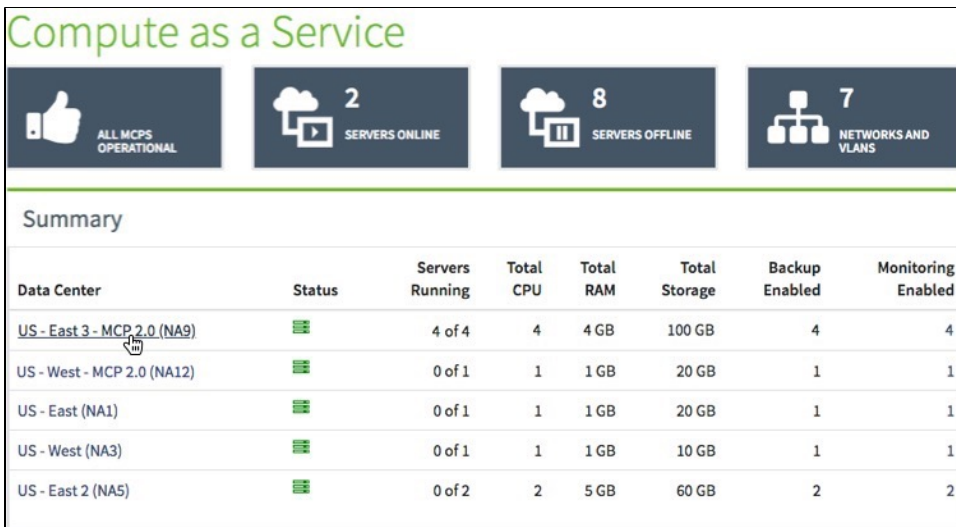 Compute as a Service
ALL MCPS
OPERATIONAL
2
SERVERS ONLINE
8
SERVERS OFFLINE
7
NETWORKS AND
VLANS
Summary
Data Center Status Servers Running Total CPU Total RAM Total Storage Backup Enabled Monitoring Enabled
US - East 3 - MCP 2.0 (NA9) 4 of 4 4 4 GB 100 GB 4 4
US - West - MCP 2.0 (NA12) 0 of 1 1 1 GB 20 GB 1 1
US - East (NA1) 0 of 1 1 1 GB 20 GB 1 1
US - West (NA3) 0 of 1 1 1 GB 10 GB 1 1
US - East 2 (NA5) 0 of 2 2 5 GB 60 GB 2 2